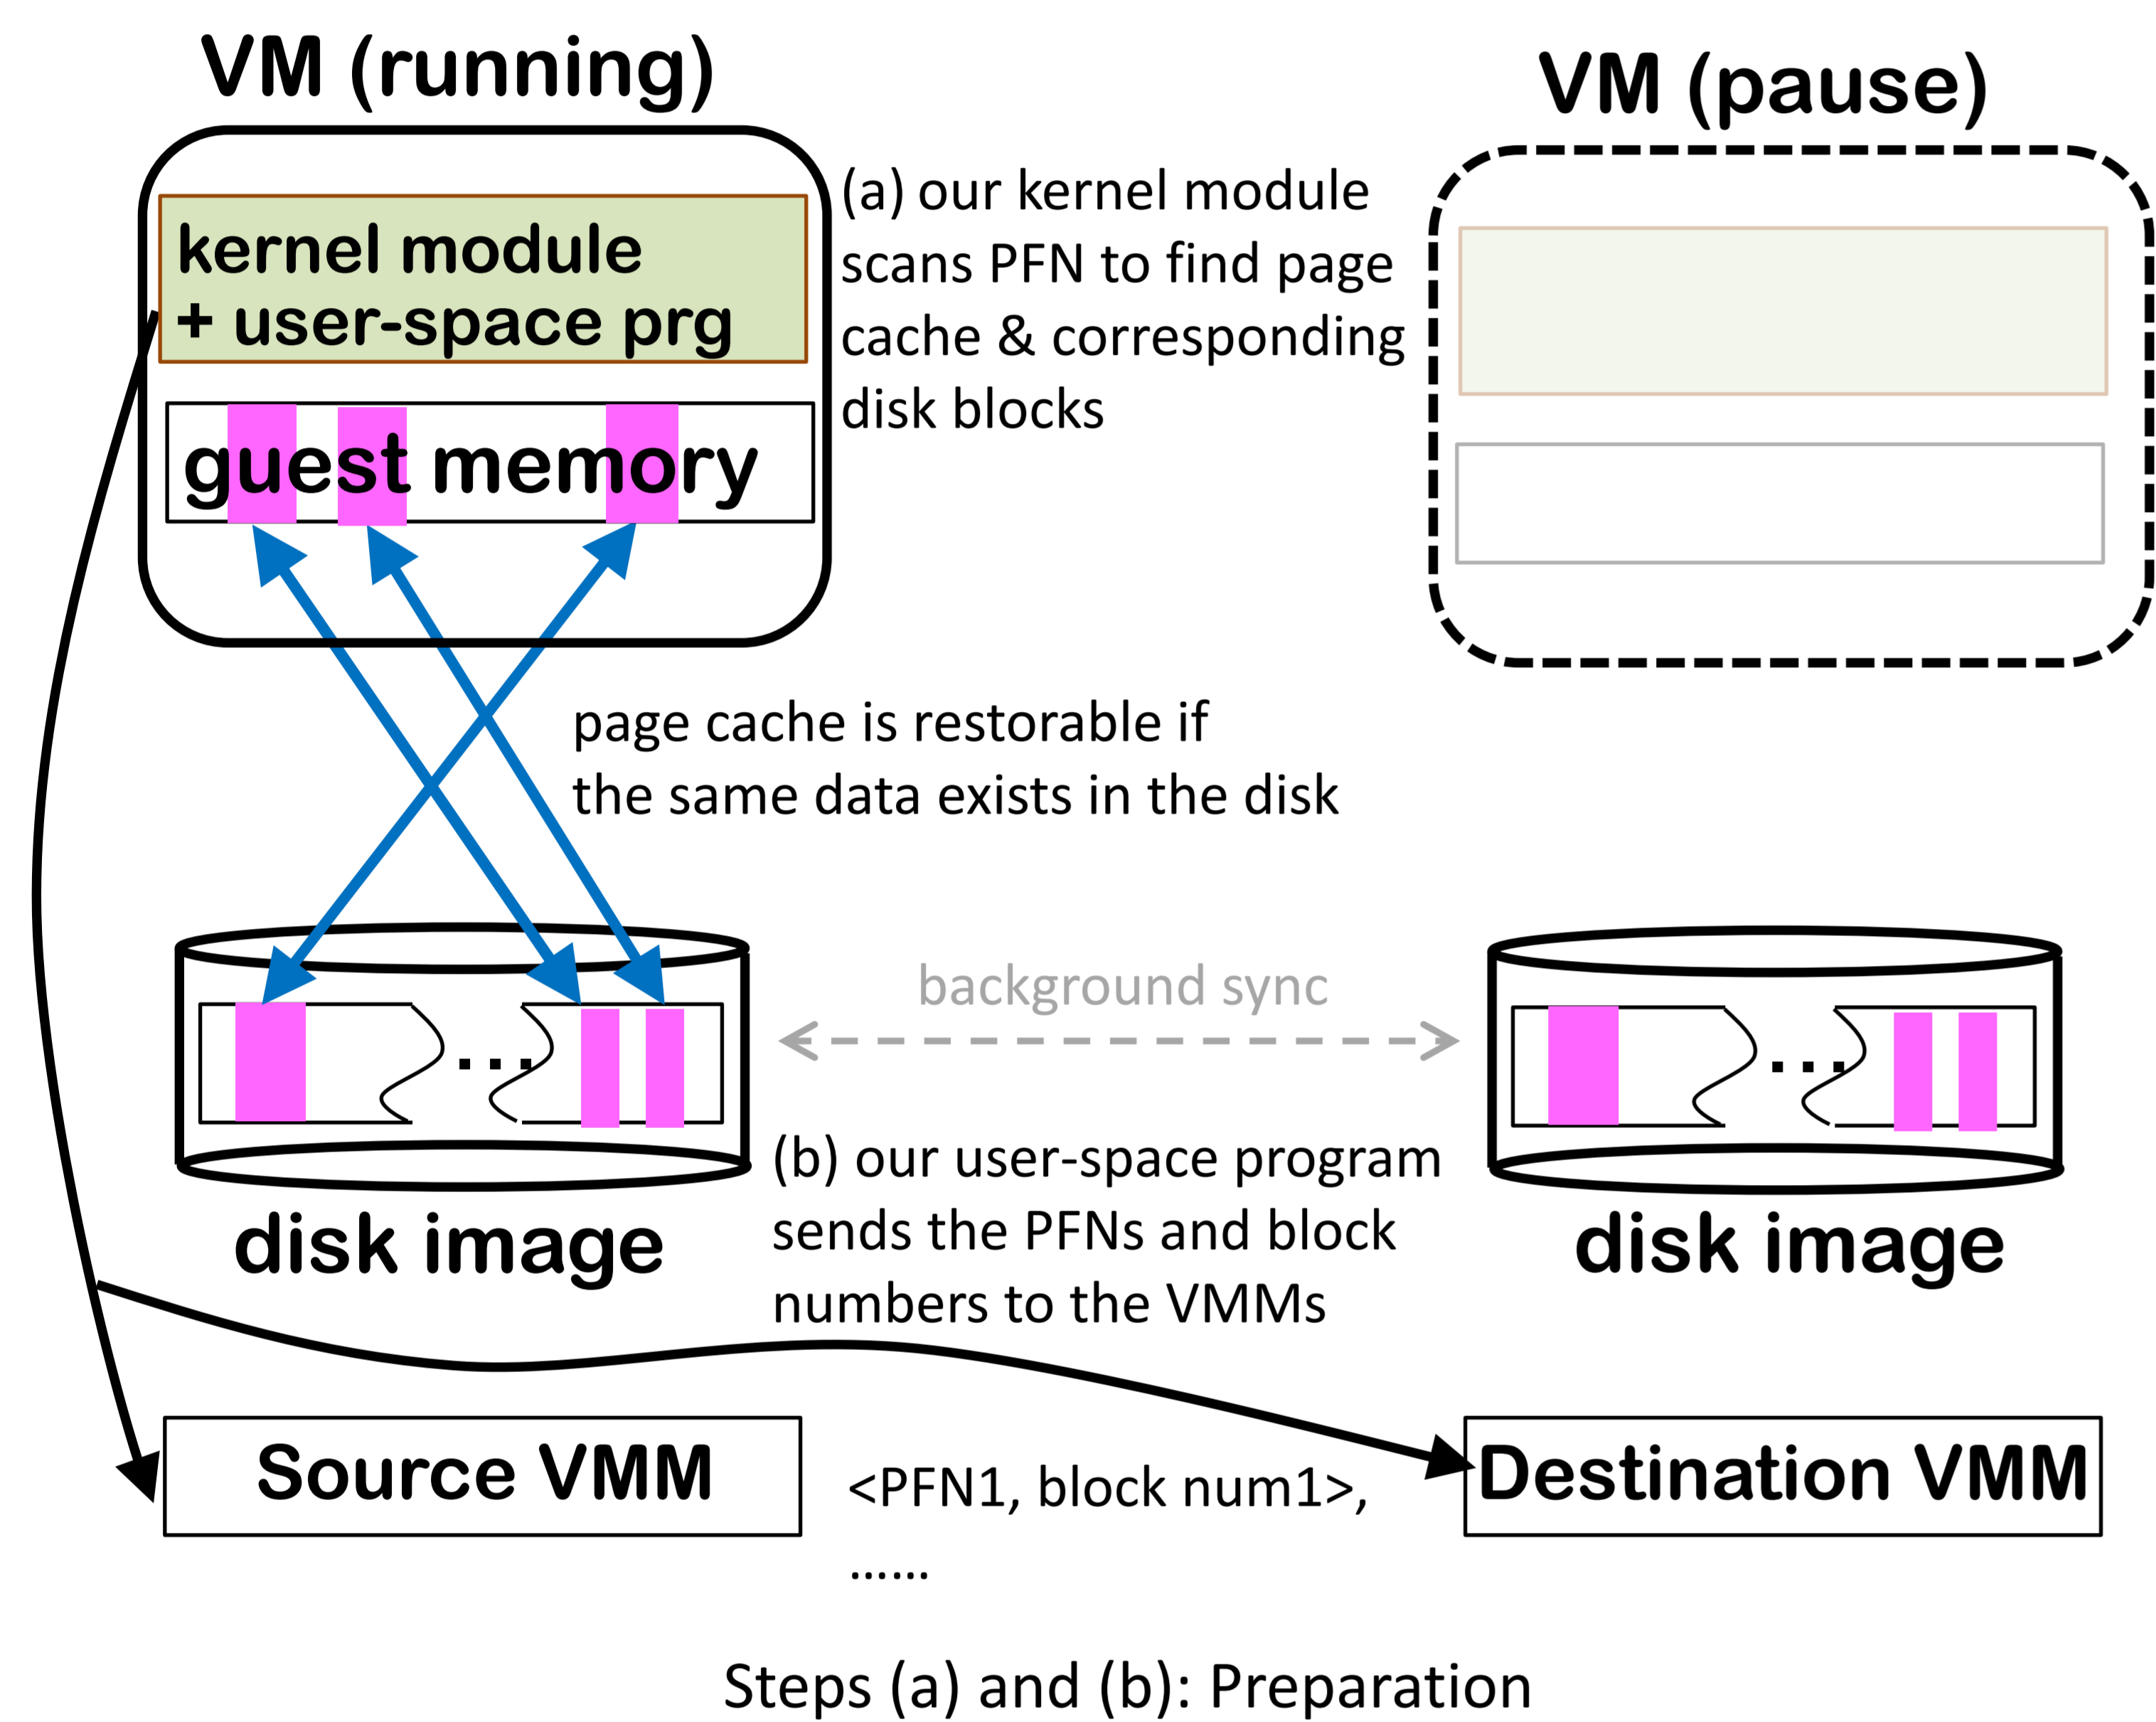 VM (running)
VM (pause)
(a) our kernel module
scans PFN to find page
cache & corresponding
disk blocks
kernel module
+ user-space prg
guest memory
page cache is restorable if
the same data exists in the disk
background sync
...
...
(b) our user-space program
sends the PFNs and block
numbers to the VMMs
disk image
disk image
Source VMM
<PFN1, block num1>,
......
Destination VMM
Steps (a) and (b): Preparation